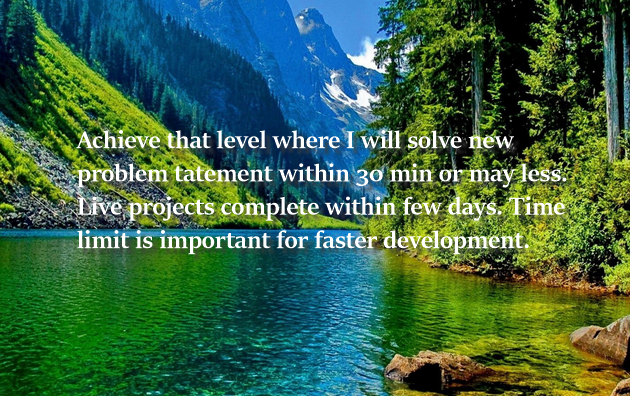 Achieve that level where I will solve new
problem tatement within 30 min or may less.
Live projects complete within few days. Time
limit is important for faster development.